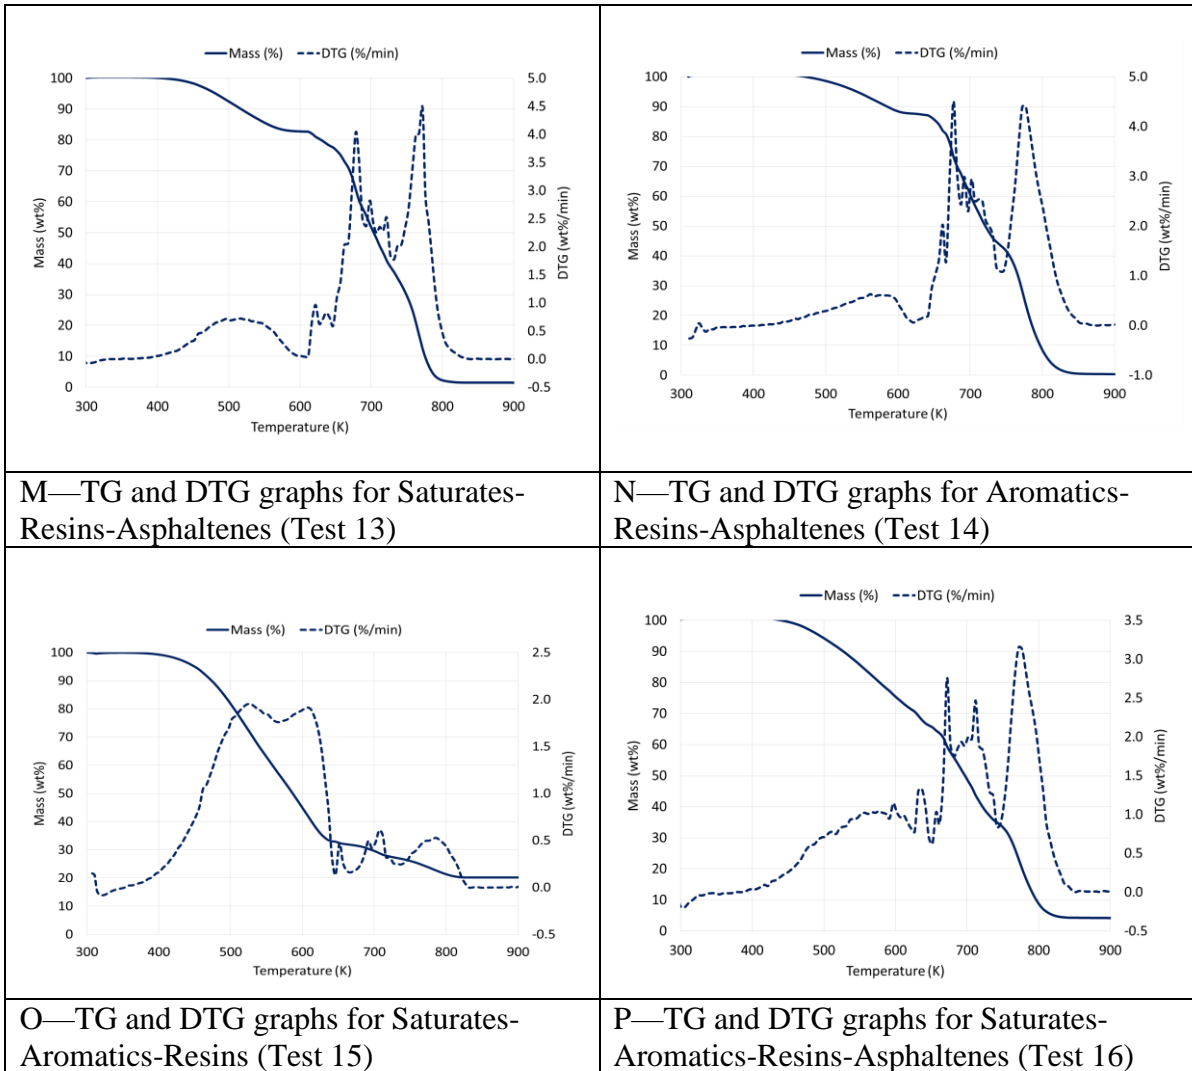 Mass (%) DTG (%/min)
100 5.0
90 4.5
80 4.0
70 3.5
60 3.0
50 2.5
40 2.0
30 1.5
20 1.0
10 0.5
0 0.0
-0.5
Mass (wt%)
DTG (wt%/min)
300 400 500 600 700 800 900
Temperature (K)
Mass (%) DTG (%/min)
100 5.0
90 4.0
80 3.0
70 2.0
60 1.0
50 0.0
40 -1.0
30
20
10
0
Mass (wt%)
DTG (wt%/min)
300 400 500 600 700 800 900
Temperature (K)
M—TG and DTG graphs for Saturates-
Resins-Asphaltenes (Test 13)
N—TG and DTG graphs for Aromatics-
Resins-Asphaltenes (Test 14)
Mass (%) DTG (%/min)
100 2.5
90 2.0
80 1.5
70 1.0
60 0.5
50 0.0
40 -0.5
30
20
10
0
Mass (wt%)
DTG (wt%/min)
300 400 500 600 700 800 900
Temperature (K)
Mass (%) DTG (%/min)
100 3.5
90 3.0
80 2.5
70 2.0
60 1.5
50 1.0
40 0.5
30 0.0
20 -0.5
10
0
Mass (wt%)
DTG (wt%/min)
300 400 500 600 700 800 900
Temperature (K)
O—TG and DTG graphs for Saturates-
Aromatics-Resins (Test 15)
P—TG and DTG graphs for Saturates-
Aromatics-Resins-Asphaltenes (Test 16)